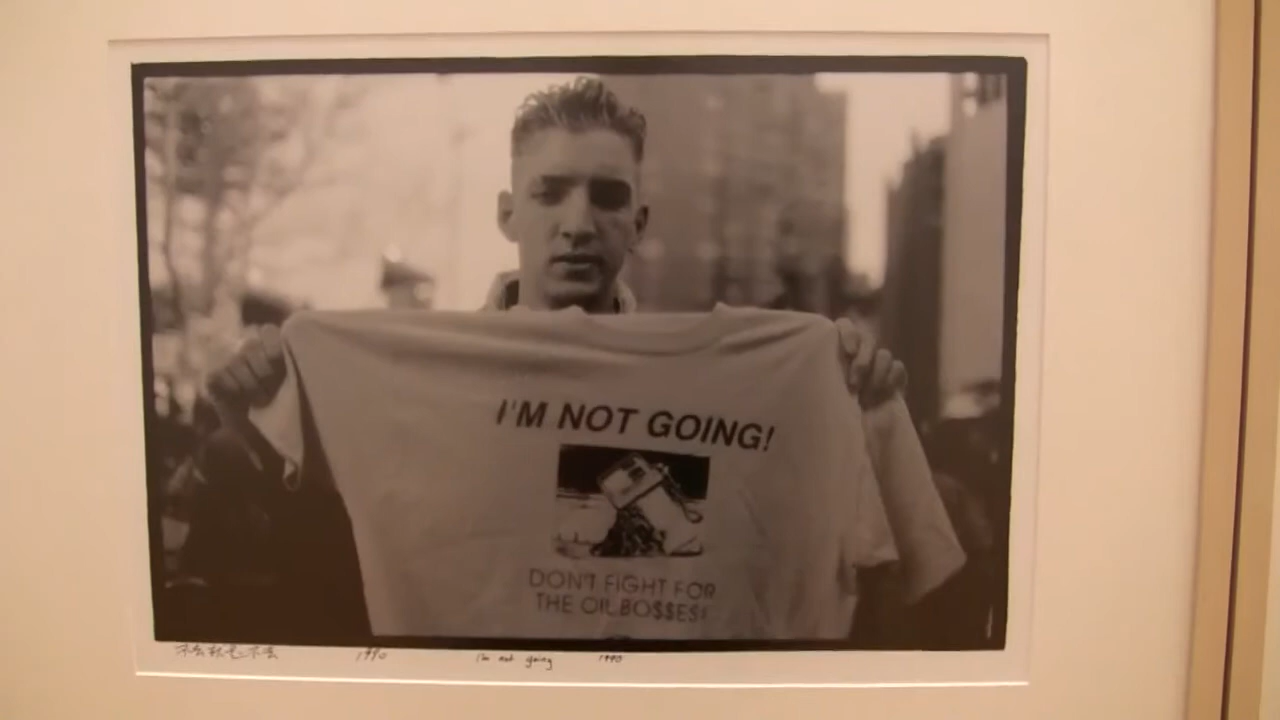 I'M NOT GOING!
DON'T FIGHT FOR
THE OIL BO$$ES!
1990 I'm not going 1990